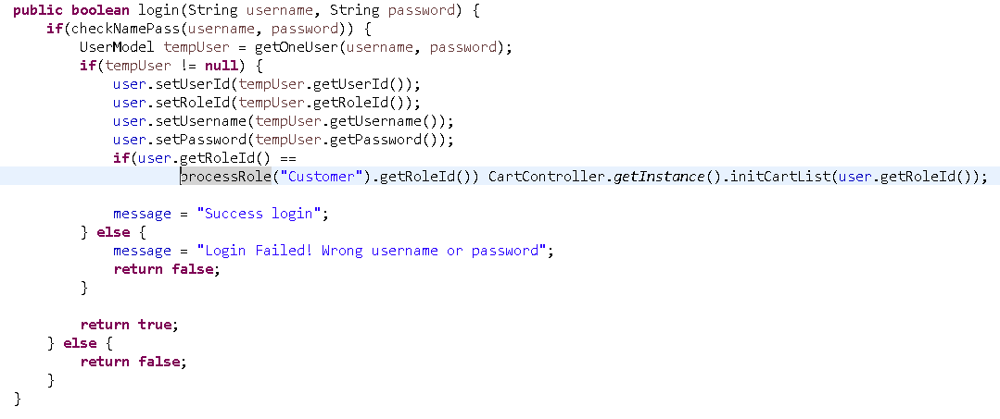 public boolean login(String username, String password) {
if(checkNamePass(username, password)) {
UserModel tempUser = getOneUser(username, password);
if(tempUser != null) {
user.setUserId(tempUser.getUserId());
user.setRoleId(tempUser.getRoleId());
user.setUsername(tempUser.getUsername());
user.setPassword(tempUser.getPassword());
if(user.getRoleId() ==
processRole("Customer").getRoleId()) CartController.getInstance().initCartList(user.getRoleId());
message = "Success login";
} else {
message = "Login Failed! Wrong username or password";
return false;
}
return true;
} else {
return false;
}
}